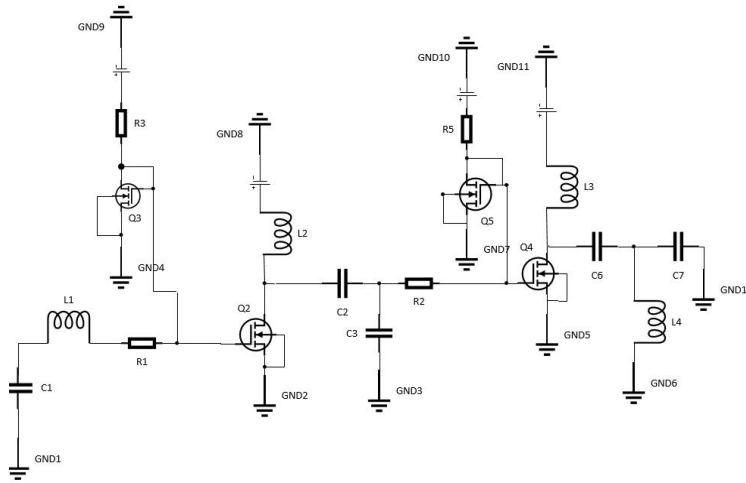 GND9
R3
Q3
GND4
L1
R1
C1
GND1
GND8
L2
Q2
GND2
C2
C3
GND3
R2
GND10
R5
Q5
GND7
GND11
L3
Q4
GND5
C6
C7
GND1
L4
GND6